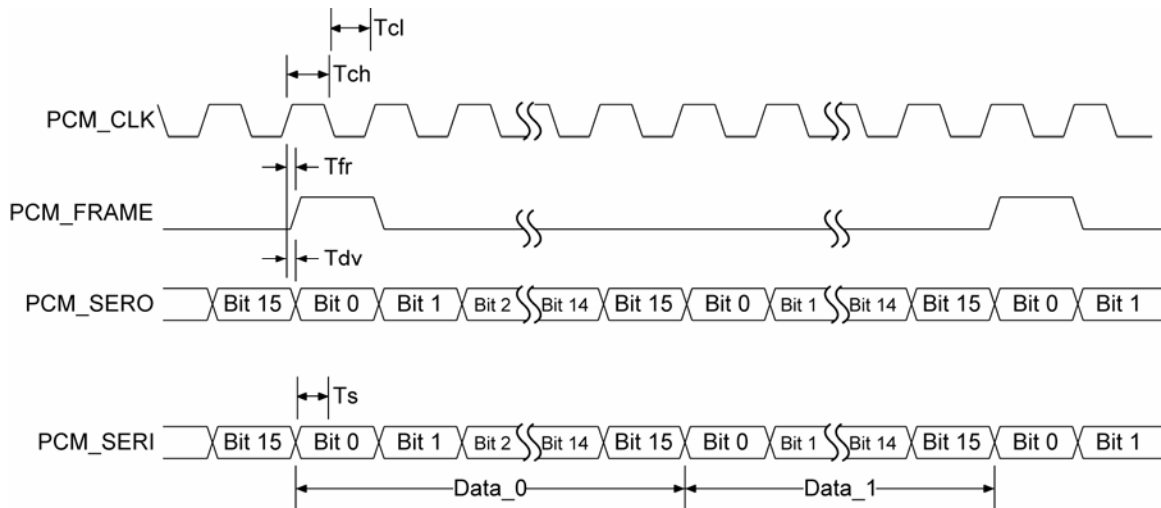 Tcl
Tch
PCM_CLK
Tfr
PCM_FRAME
Tdv
PCM_SERO Bit 15 Bit 0 Bit 1 Bit 2 Bit 14 Bit 15 Bit 0 Bit 1 Bit 14 Bit 15 Bit 0 Bit 1
Ts
PCM_SERI Bit 15 Bit 0 Bit 1 Bit 2 Bit 14 Bit 15 Bit 0 Bit 1 Bit 14 Bit 15 Bit 0 Bit 1
Data_0 Data_1